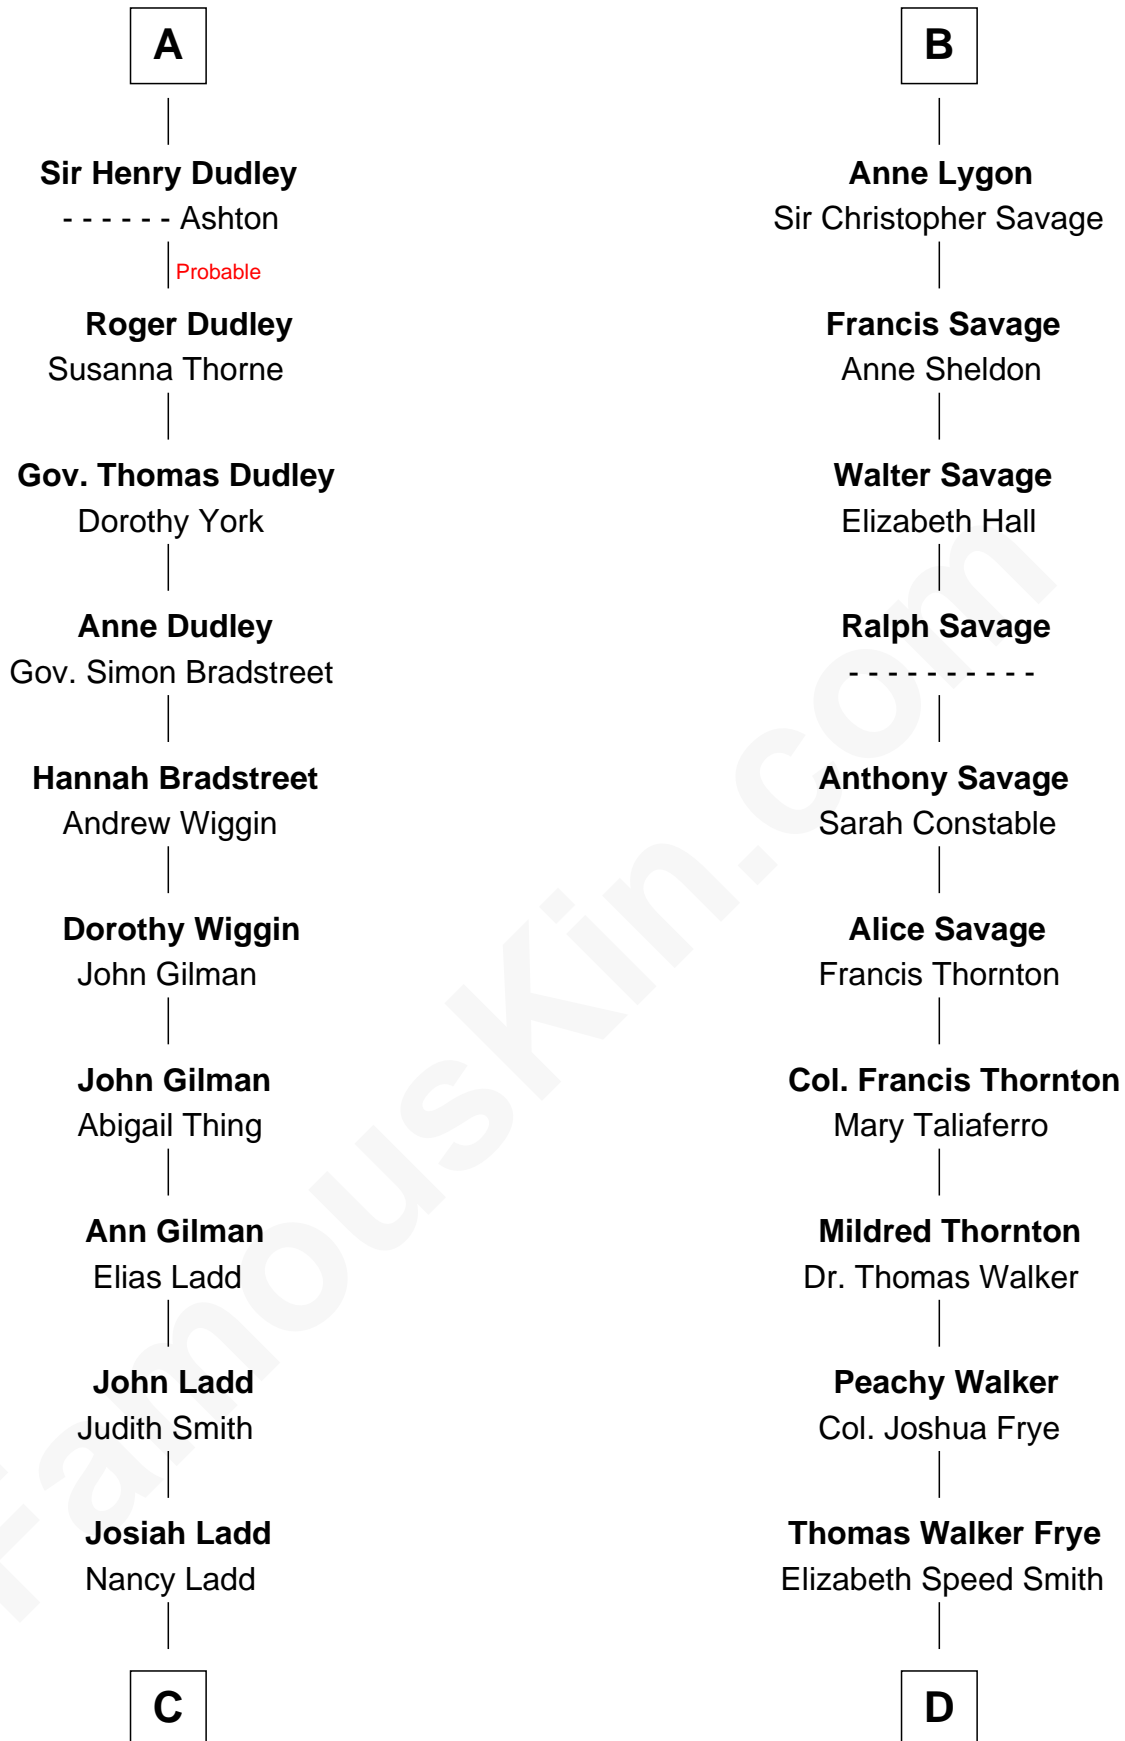 A
Sir Henry Dudley
- - - - - - Ashton
Probable
Roger Dudley
Susanna Thorne
Gov. Thomas Dudley
Dorothy York
Anne Dudley
Gov. Simon Bradstreet
Hannah Bradstreet
Andrew Wiggin
Dorothy Wiggin
John Gilman
John Gilman
Abigail Thing
Ann Gilman
Elias Ladd
John Ladd
Judith Smith
Josiah Ladd
Nancy Ladd
C
B
Anne Lygon
Sir Christopher Savage
Francis Savage
Anne Sheldon
Walter Savage
Elizabeth Hall
Ralph Savage
- - - - - - - - - -
Anthony Savage
Sarah Constable
Alice Savage
Francis Thornton
Col. Francis Thornton
Mary Taliaferro
Mildred Thornton
Dr. Thomas Walker
Peachy Walker
Col. Joshua Frye
Thomas Walker Frye
Elizabeth Speed Smith
D
FamousKin.com